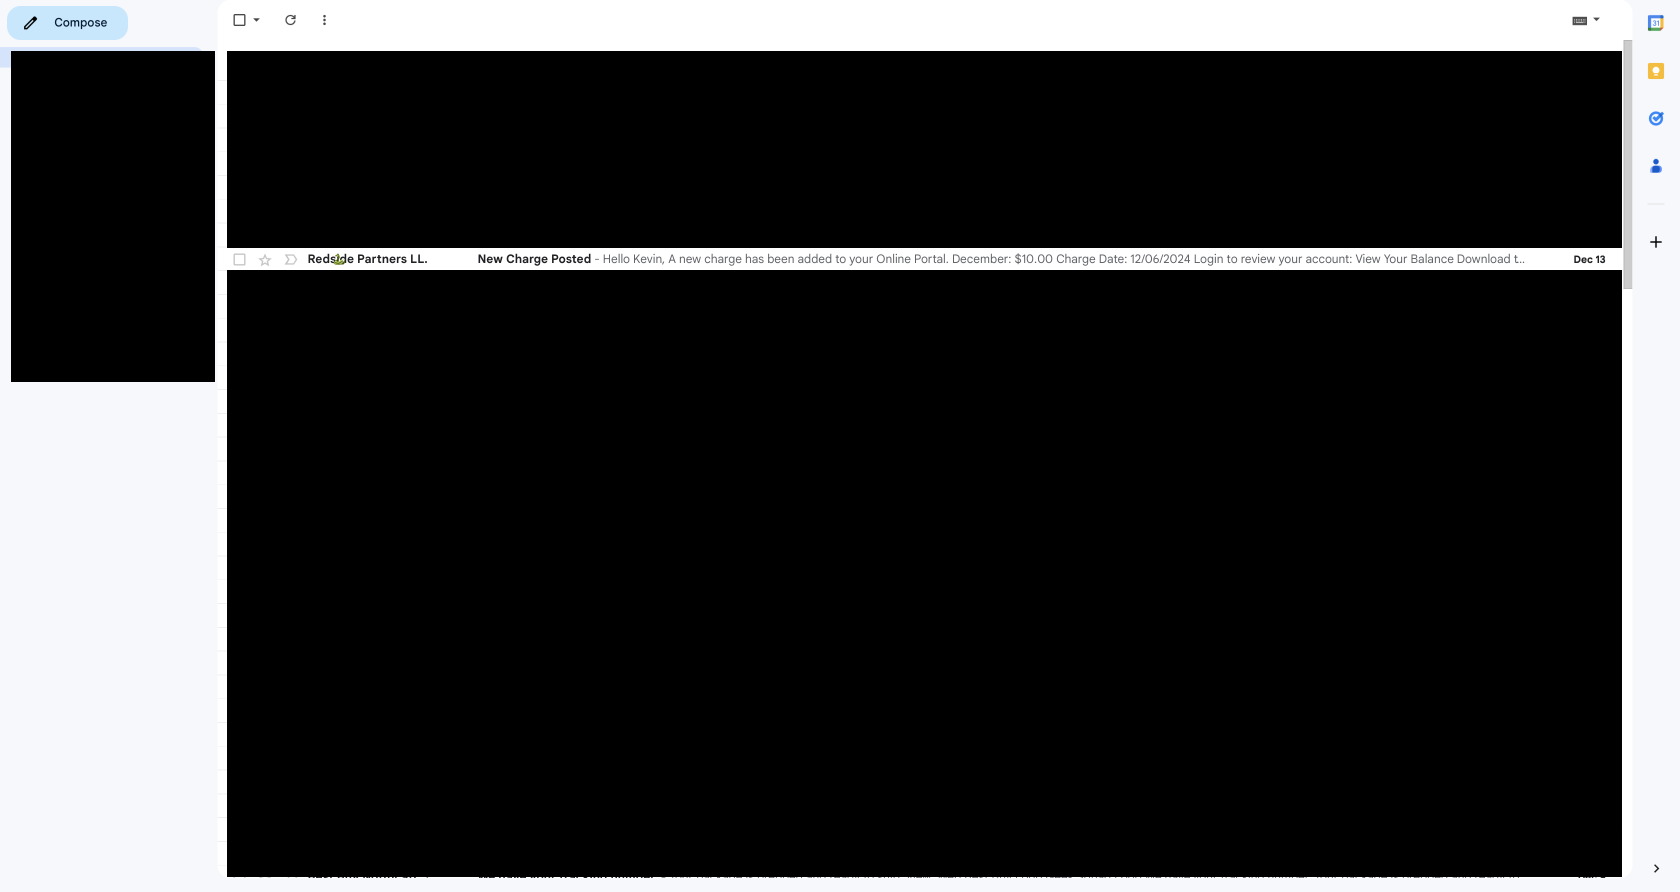 Compose
31
Redside Partners LL. New Charge Posted - Hello Kevin, A new charge has been added to your Online Portal. December: $10.00 Charge Date: 12/06/2024 Login to review your account: View Your Balance Download t... Dec 13